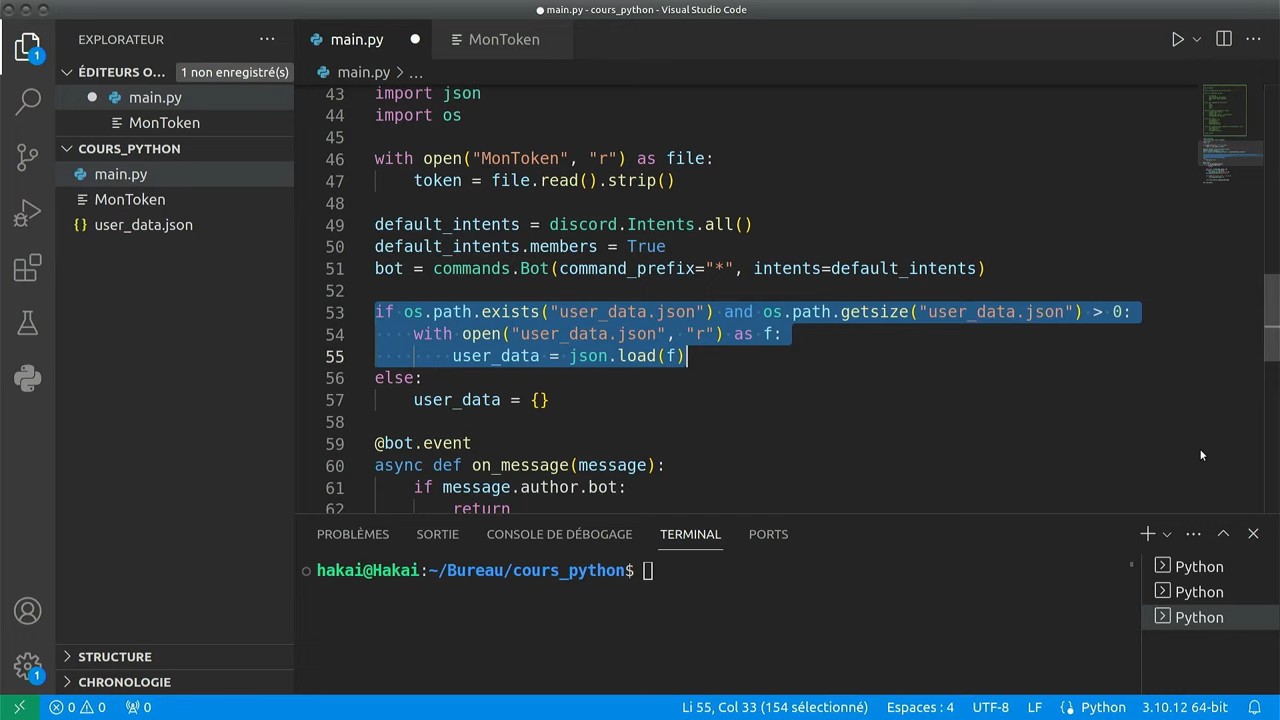 main.py - cours_python - Visual Studio Code
EXPLORATEUR
main.py
MonToken
1
ÉDITEURS O... 1 non enregistré(s)
main.py > ...
main.py
MonToken
COURS_PYTHON
main.py
MonToken
user_data.json
43 import json
44 import os
45
46 with open("MonToken", "r") as file:
47 token = file.read().strip()
48
49 default_intents = discord.Intents.all()
50 default_intents.members = True
51 bot = commands.Bot(command_prefix="*", intents=default_intents)
52
53 if os.path.exists("user_data.json") and os.path.getsize("user_data.json") > 0:
54 with open("user_data.json", "r") as f:
55 user_data = json.load(f)
56 else:
57 user_data = {}
58
59 @bot.event
60 async def on_message(message):
61 if message.author.bot:
62 return
PROBLÈMES SORTIE CONSOLE DE DÉBOGAGE TERMINAL PORTS
hakai@Hakai:~/Bureau/cours_python$
Python
Python
Python
STRUCTURE
CHRONOLOGIE
1
0 0 0 Li 55, Col 33 (154 sélectionné) Espaces : 4 UTF-8 LF Python 3.10.12 64-bit